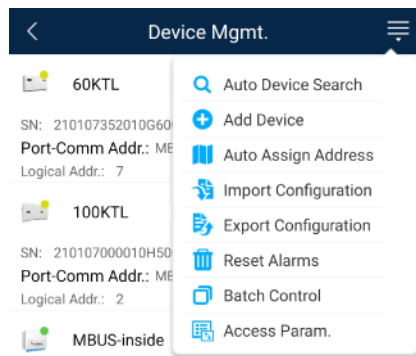 Device Mgmt.
60KTL
SN: 210107352010G60
Port-Comm Addr.: ME
Logical Addr.: 7
100KTL
SN: 210107000010H50
Port-Comm Addr.: ME
Logical Addr.: 2
MBUS-inside
Auto Device Search
Add Device
Auto Assign Address
Import Configuration
Export Configuration
Reset Alarms
Batch Control
Access Param.